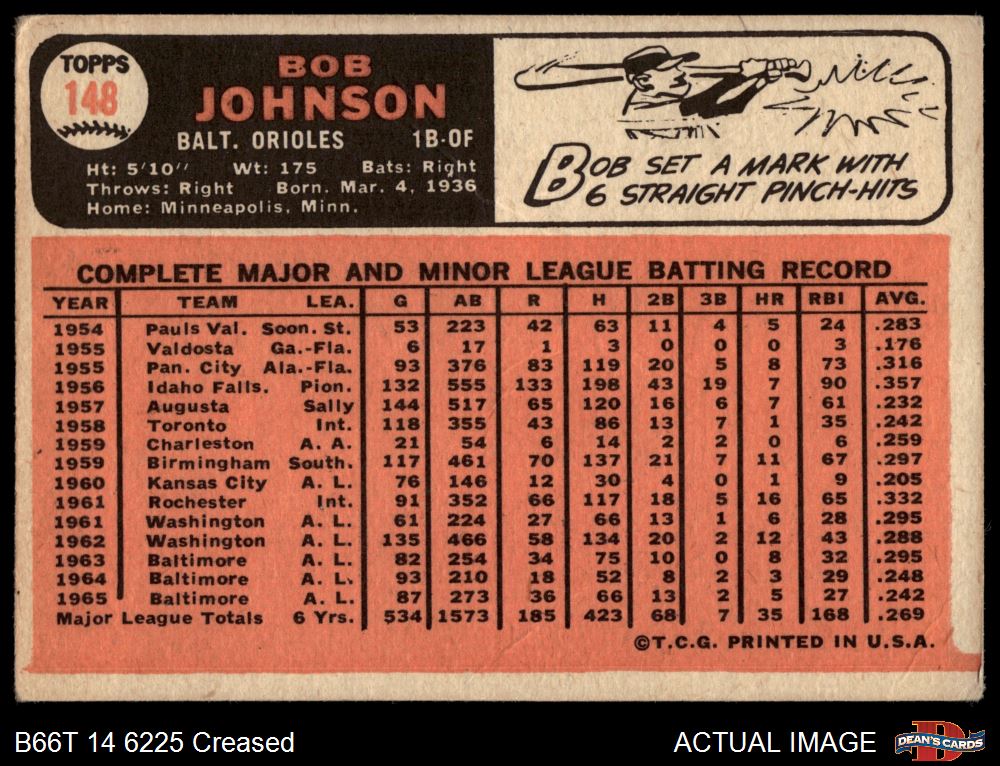 TOPPS
148
BOB
JOHNSON
BALT. ORIOLES 1B-OF
Ht: 5'10" Wt: 175 Bats: Right
Throws: Right Born. Mar. 4, 1936
Home: Minneapolis, Minn.
BOB SET A MARK WITH
6 STRAIGHT PINCH-HITS
COMPLETE MAJOR AND MINOR LEAGUE BATTING RECORD
YEAR TEAM LEA. G AB R H 2B 3B HR RBI AVG.
1954 Pauls Val. Soon. St. 53 223 42 63 11 4 5 24 .283
1955 Valdosta Ga.-Fla. 6 17 1 3 0 0 0 3 .176
1955 Pan. City Ala.-Fla. 93 376 83 119 20 5 8 73 .316
1956 Idaho Falls. Pion. 132 555 133 198 43 19 7 90 .357
1957 Augusta Sally 144 517 65 120 16 6 7 61 .232
1958 Toronto Int. 118 355 43 86 13 7 1 35 .242
1959 Charleston A. A. 21 54 6 14 2 2 0 6 .259
1959 Birmingham South. 117 461 70 137 21 7 11 67 .297
1960 Kansas City A. L. 76 146 12 30 4 0 1 9 .205
1961 Rochester Int. 91 352 66 117 18 5 16 65 .332
1961 Washington A. L. 61 224 27 66 13 1 6 28 .295
1962 Washington A. L. 135 466 58 134 20 2 12 43 .288
1963 Baltimore A. L. 82 254 34 75 10 0 8 32 .295
1964 Baltimore A. L. 93 210 18 52 8 2 3 29 .248
1965 Baltimore A. L. 87 273 36 66 13 2 5 27 .242
Major League Totals 6 Yrs. 534 1573 185 423 68 7 35 168 .269
©T.C.G. PRINTED IN U.S.A.
B66T 14 6225 Creased ACTUAL IMAGE DEAN'S CARDS